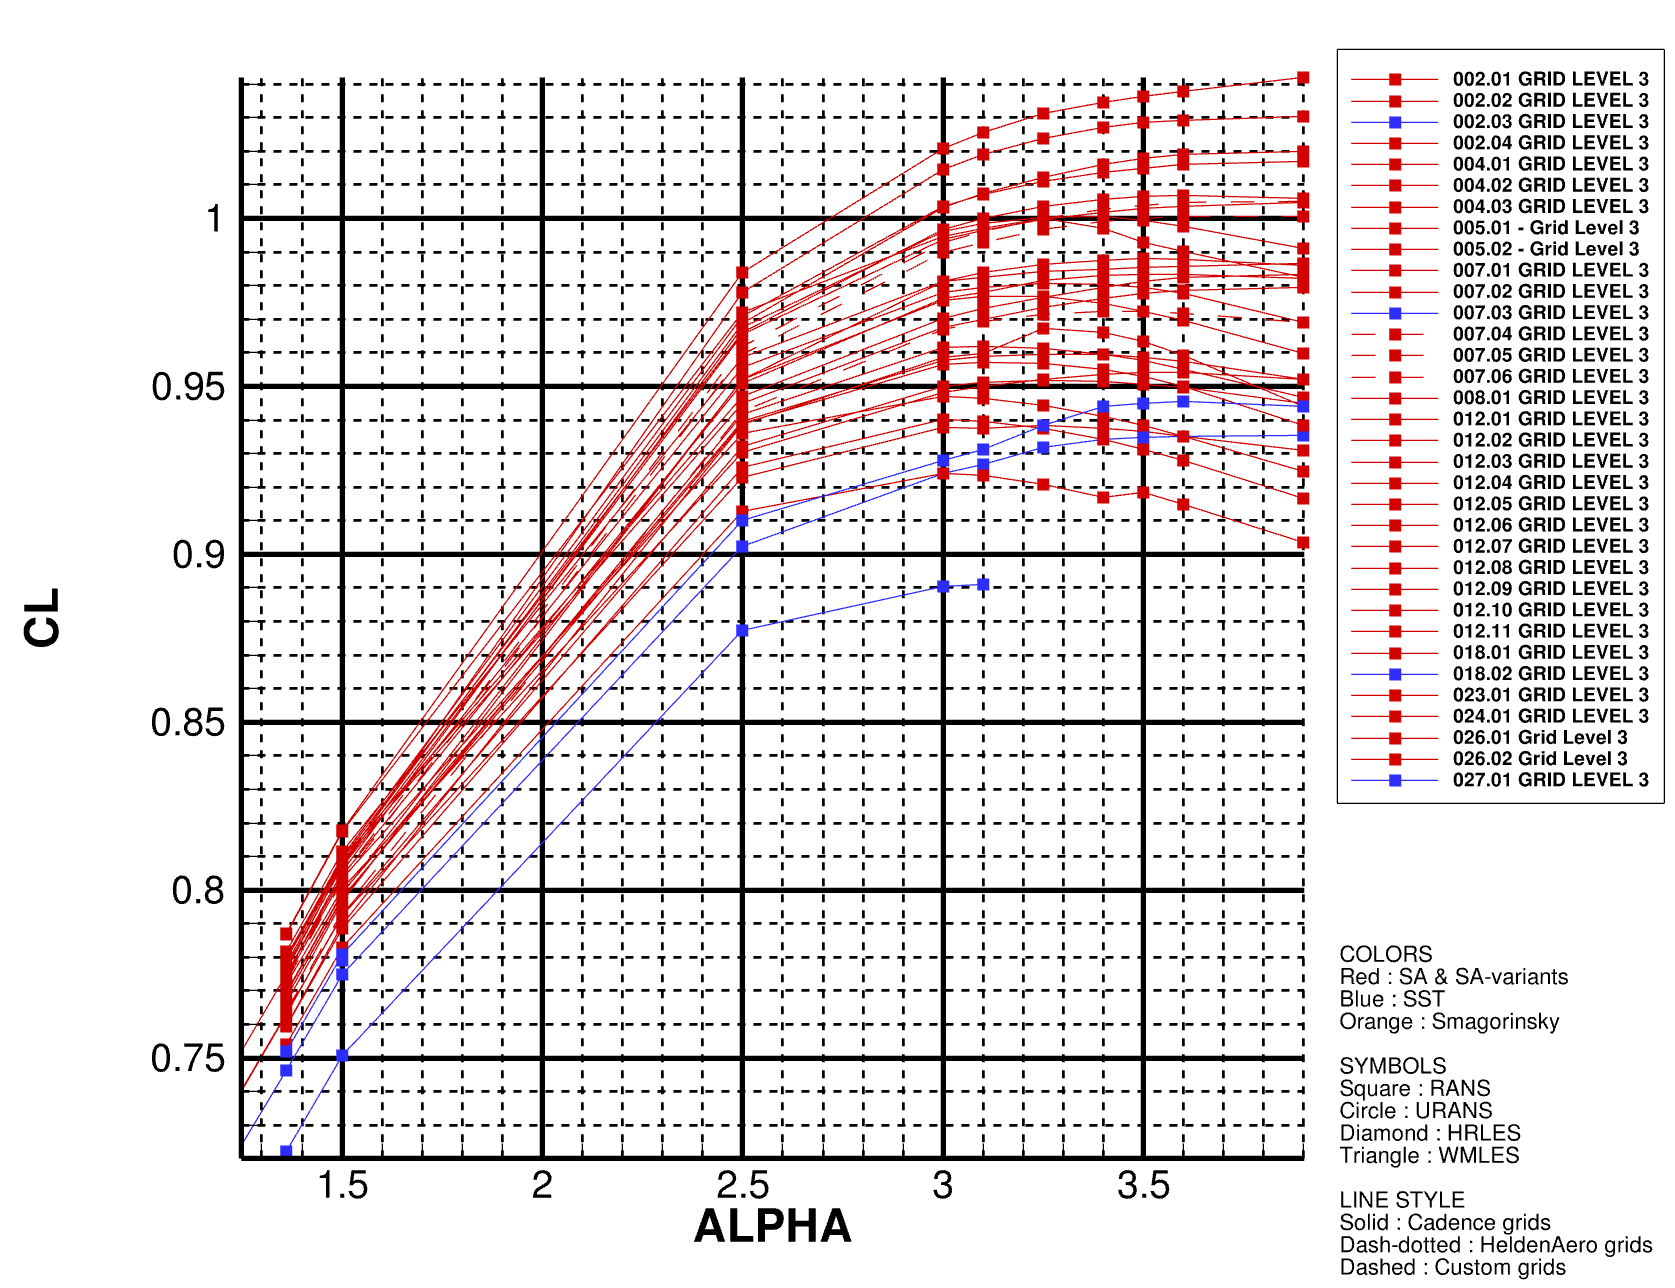 1
0.95
0.9
0.85
0.8
0.75
CL
1.5
2
2.5
3
3.5
ALPHA
002.01 GRID LEVEL 3
002.02 GRID LEVEL 3
002.03 GRID LEVEL 3
002.04 GRID LEVEL 3
004.01 GRID LEVEL 3
004.02 GRID LEVEL 3
004.03 GRID LEVEL 3
005.01 - Grid Level 3
005.02 - Grid Level 3
007.01 GRID LEVEL 3
007.02 GRID LEVEL 3
007.03 GRID LEVEL 3
007.04 GRID LEVEL 3
007.05 GRID LEVEL 3
007.06 GRID LEVEL 3
008.01 GRID LEVEL 3
012.01 GRID LEVEL 3
012.02 GRID LEVEL 3
012.03 GRID LEVEL 3
012.04 GRID LEVEL 3
012.05 GRID LEVEL 3
012.06 GRID LEVEL 3
012.07 GRID LEVEL 3
012.08 GRID LEVEL 3
012.09 GRID LEVEL 3
012.10 GRID LEVEL 3
012.11 GRID LEVEL 3
018.01 GRID LEVEL 3
018.02 GRID LEVEL 3
023.01 GRID LEVEL 3
024.01 GRID LEVEL 3
026.01 Grid Level 3
026.02 Grid Level 3
027.01 GRID LEVEL 3
COLORS
Red : SA & SA-variants
Blue : SST
Orange : Smagorinsky
SYMBOLS
Square : RANS
Circle : URANS
Diamond : HRLES
Triangle : WMLES
LINE STYLE
Solid : Cadence grids
Dash-dotted : HeldenAero grids
Dashed : Custom grids